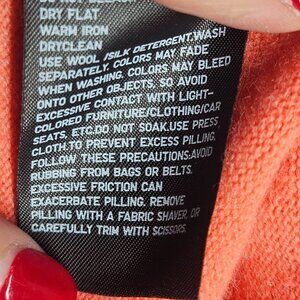 DRY FLAT
WARM IRON
DRYCLEAN
USE WOOL /SILK DETERGENT,WASH
SEPARATELY. COLORS MAY FADE
WHEN WASHING. COLORS MAY BLEED
ONTO OTHER OBJECTS, SO AVOID
EXCESSIVE CONTACT WITH LIGHT-
COLORED FURNITURE/CLOTHING/CAR
SEATS, ETC.DO NOT SOAK.USE PRESS
CLOTH.TO PREVENT EXCESS PILLING,
FOLLOW THESE PRECAUTIONS:AVOID
RUBBING FROM BAGS OR BELTS.
EXCESSIVE FRICTION CAN
EXACERBATE PILLING. REMOVE
PILLING WITH A FABRIC SHAVER, OR
CAREFULLY TRIM WITH SCISSORS.